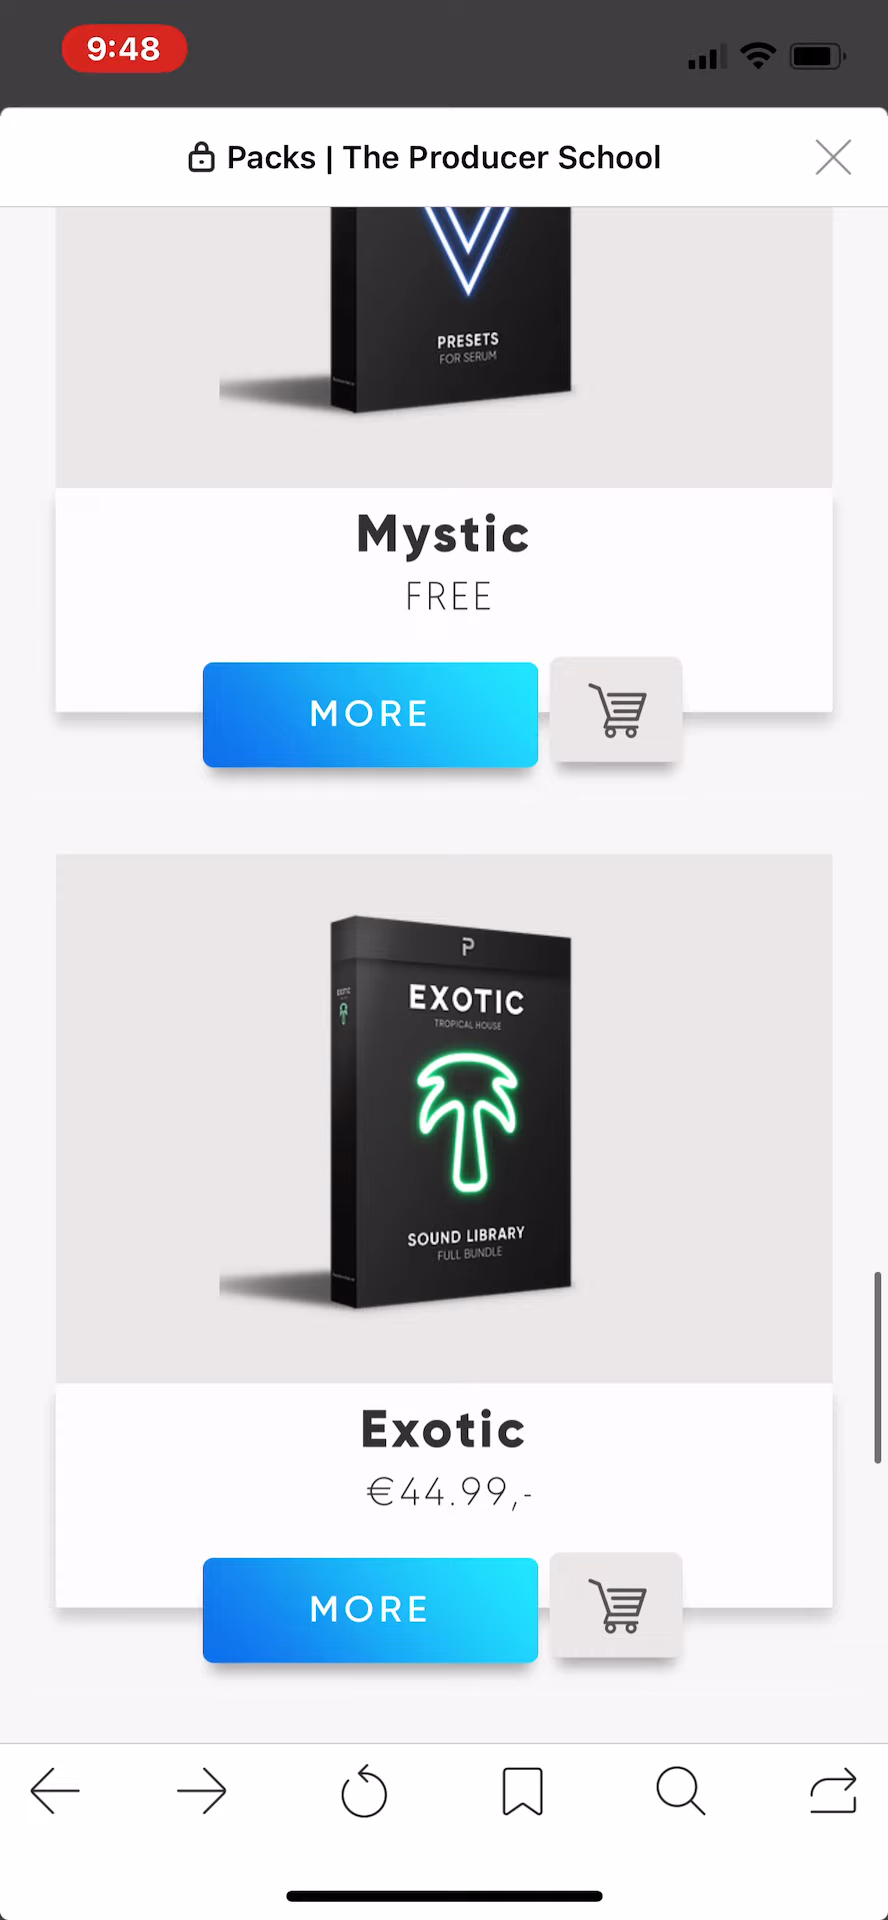 9:48
Packs | The Producer School
PRESETS
FOR SERUM
Mystic
FREE
MORE
P
EXOTIC
TROPICAL HOUSE
EXOTIC
SOUND LIBRARY
FULL BUNDLE
Exotic
€44.99,-
MORE